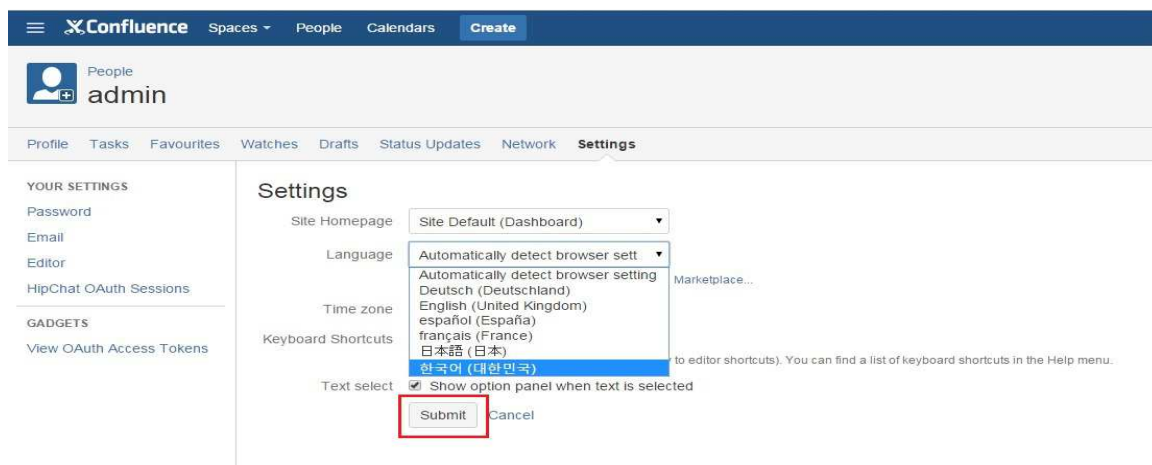 Confluence Spaces People Calendars Create
People
admin
Profile Tasks Favourites Watches Drafts Status Updates Network Settings
YOUR SETTINGS
Password
Email
Editor
HipChat OAuth Sessions
GADGETS
View OAuth Access Tokens
Settings
Site Homepage Site Default (Dashboard)
Language Automatically detect browser sett
Automatically detect browser setting
Deutsch (Deutschland)
English (United Kingdom)
español (España)
français (France)
日本語 (日本)
한국어 (대한민국)
Marketplace...
Time zone
Keyboard Shortcuts
to editor shortcuts). You can find a list of keyboard shortcuts in the Help menu.
Text select Show option panel when text is selected
Submit Cancel